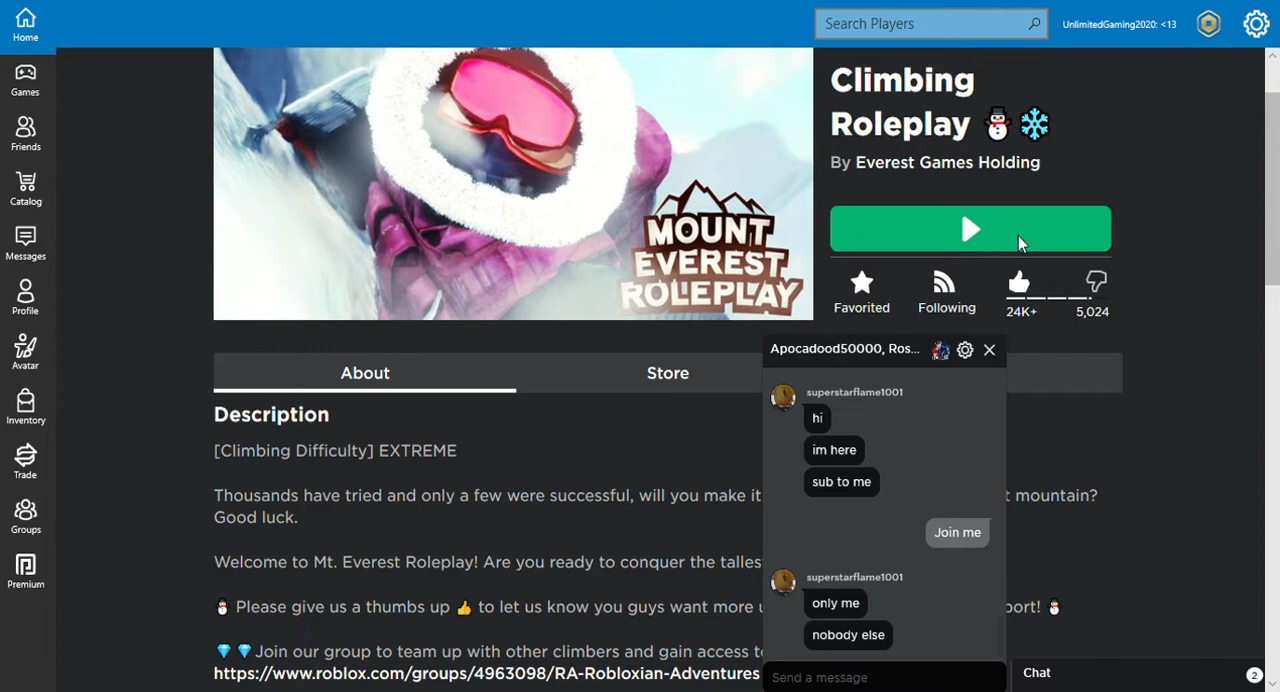 Home
Search Players
UnlimitedGaming2020: <13
Games
Friends
Catalog
Messages
Profile
Avatar
Inventory
Trade
Groups
Premium
MOUNT
EVEREST
ROLEPLAY
Climbing
Roleplay ⛄❄
By Everest Games Holding
Favorited
Following
24K+
5,024
About
Store
Description
[Climbing Difficulty] EXTREME
Thousands have tried and only a few were successful, will you make it
t mountain?
Good luck.
Welcome to Mt. Everest Roleplay! Are you ready to conquer the talles
⛄ Please give us a thumbs up 👍 to let us know you guys want more u
port! ⛄
💎 💎Join our group to team up with other climbers and gain access to
https://www.roblox.com/groups/4963098/RA-Robloxian-Adventures
Apocadood50000, Ros...
superstarflame1001
hi
im here
sub to me
Join me
superstarflame1001
only me
nobody else
Send a message
Chat
2